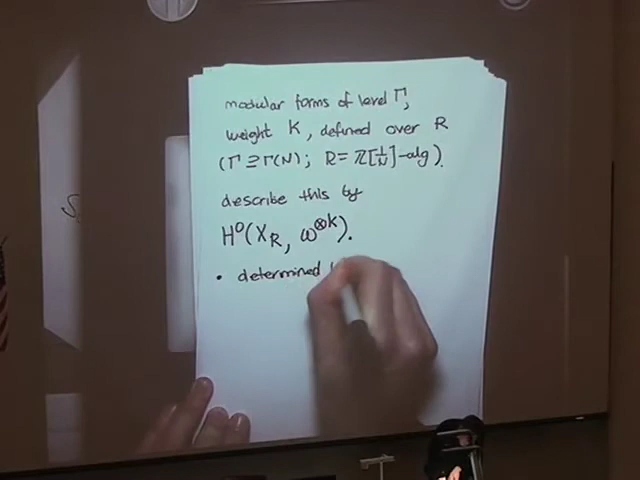 modular forms of level Γ,
weight k, defined over R
(Γ ⊇ Γ(N); R = ℤ[1/N]-alg).
describe this by
H⁰(X_R, ω^{⊗k}).
• determined